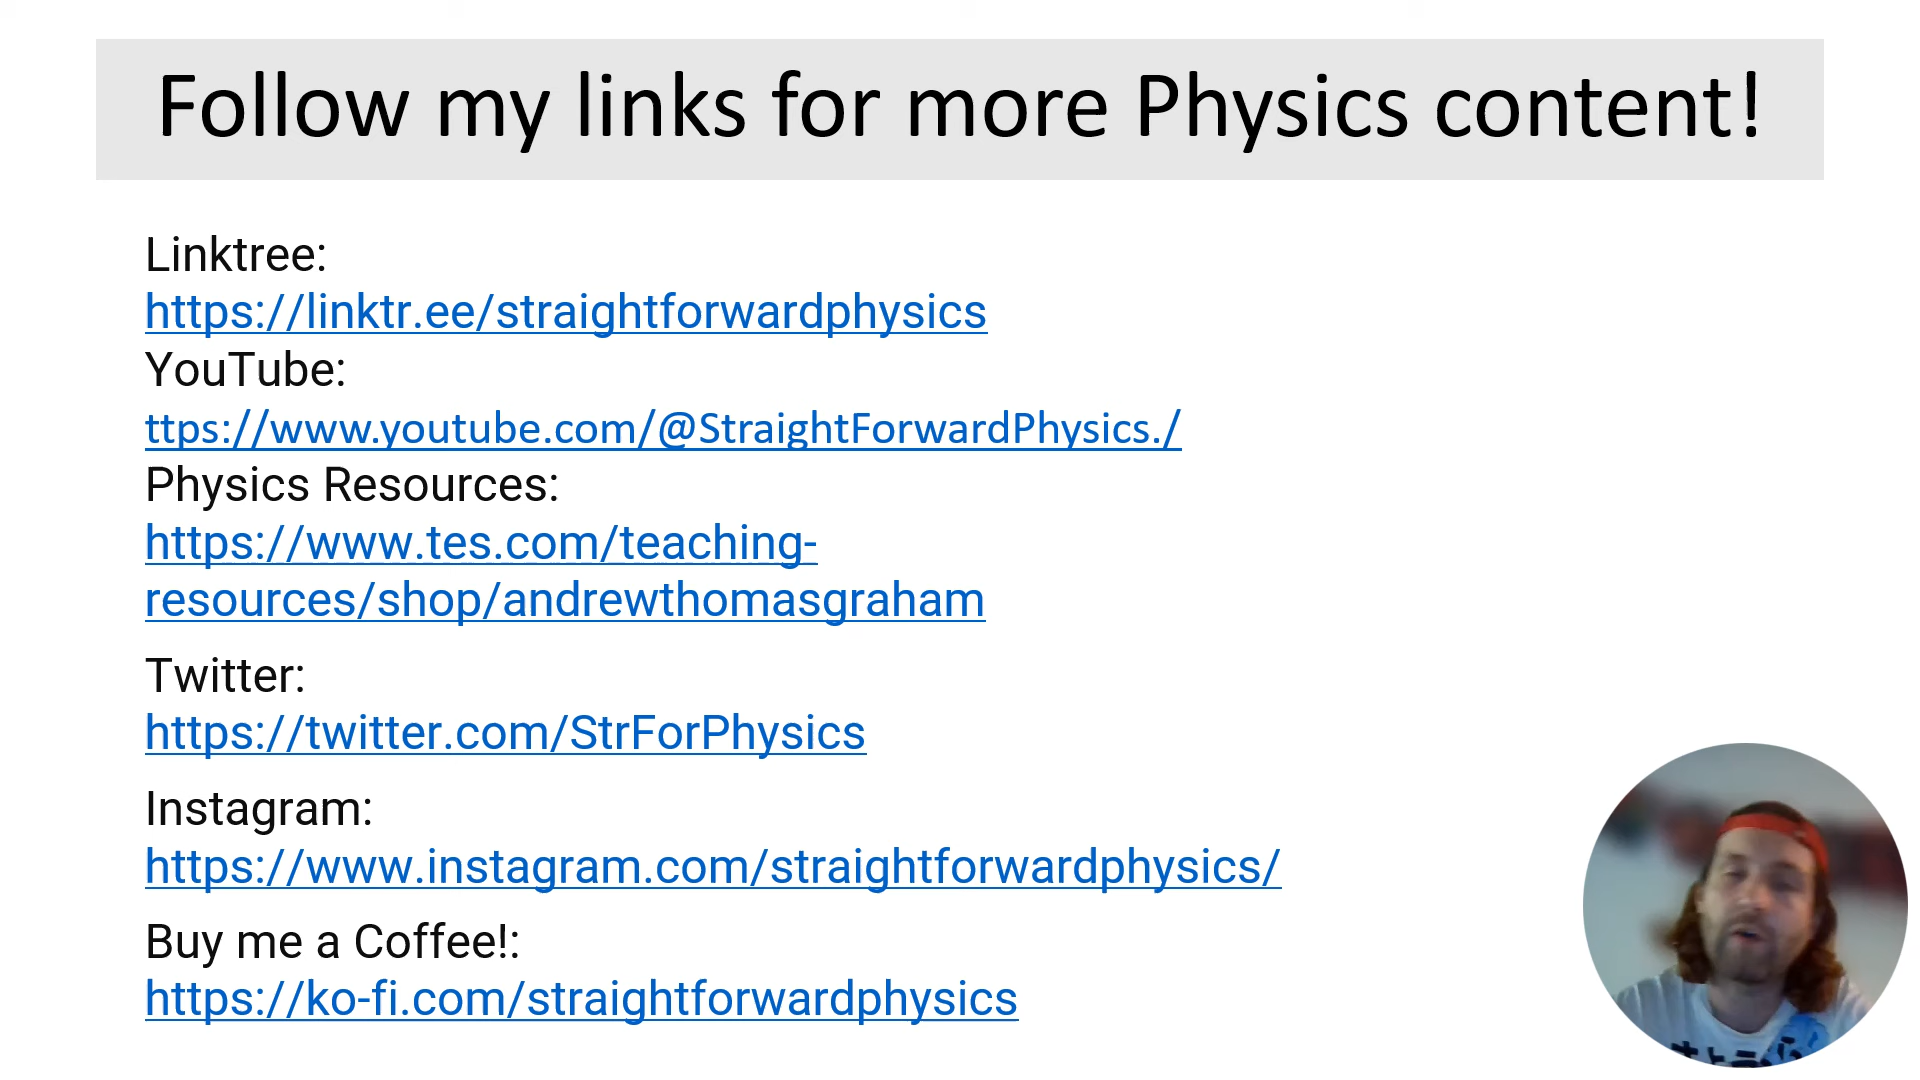 Follow my links for more Physics content!
Linktree:
https://linktr.ee/straightforwardphysics
YouTube:
ttps://www.youtube.com/@StraightForwardPhysics./
Physics Resources:
https://www.tes.com/teaching-
resources/shop/andrewthomasgraham
Twitter:
https://twitter.com/StrForPhysics
Instagram:
https://www.instagram.com/straightforwardphysics/
Buy me a Coffee!:
https://ko-fi.com/straightforwardphysics